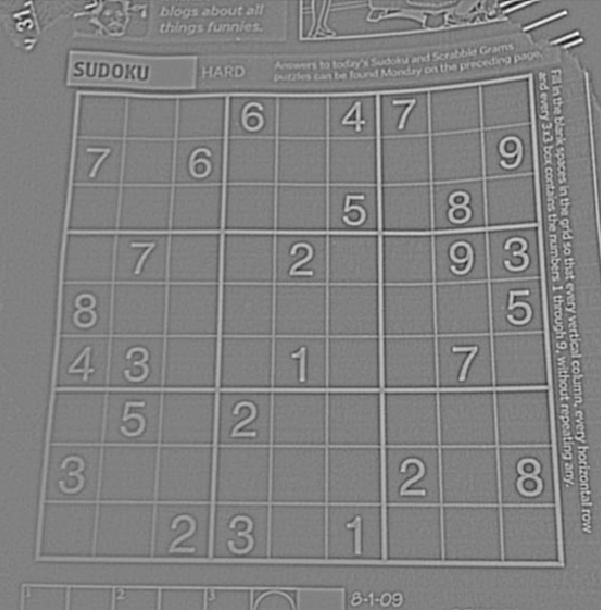 31.
blogs about all
things funnies.
SUDOKU HARD
Answers to today's Sudoku and Scrabble Grams
puzzles can be found Monday on the preceding page.
Fill in the blank spaces in the grid so that every vertical column, every horizontal row
and every 3x3 box contains the numbers 1 through 9, without repeating any.
6 4 7
7 6 9
5 8
7 2 9 3
8 5
4 3 1 7
5 2
3 2 8
2 3 1
1 2 3
8-1-09